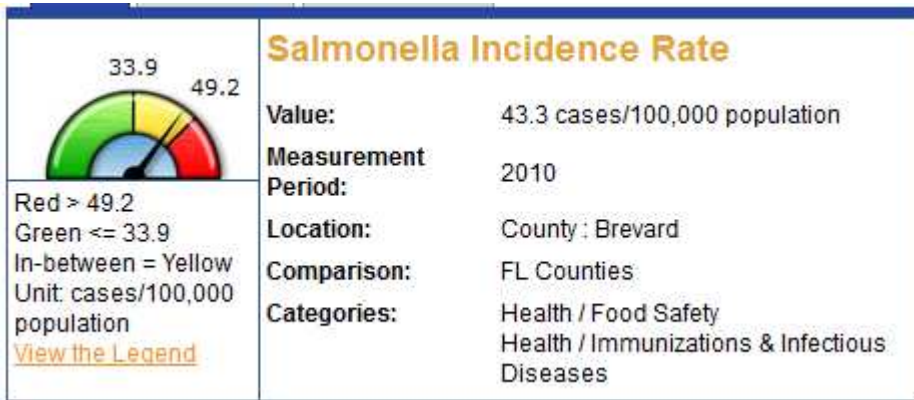 33.9
49.2
Red > 49.2
Green <= 33.9
In-between = Yellow
Unit: cases/100,000
population
View the Legend
Salmonella Incidence Rate
Value: 43.3 cases/100,000 population
Measurement
Period: 2010
Location: County : Brevard
Comparison: FL Counties
Categories: Health / Food Safety
Health / Immunizations & Infectious
Diseases